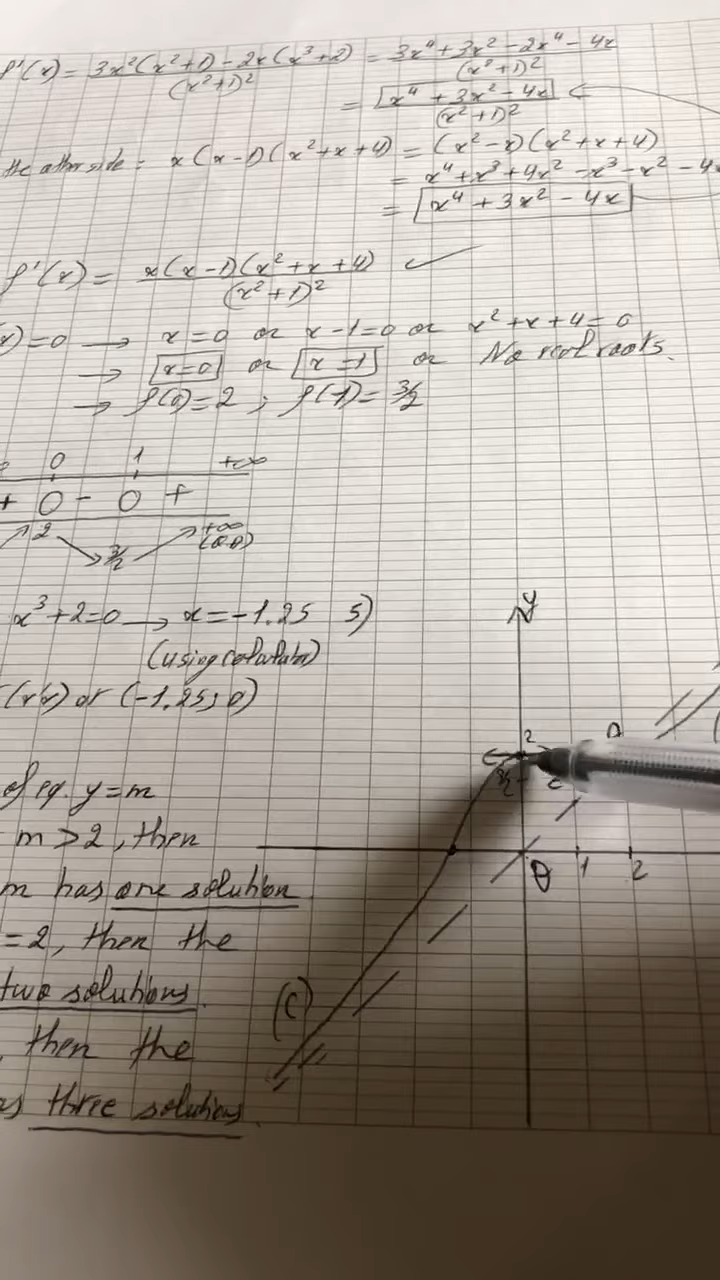 f'(x) = 3x²(x²+1) - 2x(x³+2) / (x²+1)² = 3x⁴+3x²-2x⁴-4x / (x²+1)²
= x⁴ + 3x² - 4x / (x²+1)²
the other side: x(x-1)(x²+x+4) = (x²-x)(x²+x+4)
= x⁴+x³+4x²-x³-x²-4x
= x⁴ + 3x² - 4x
f'(x) = x(x-1)(x²+x+4) / (x²+1)² ✓
x)=0 → x=0 or x-1=0 or x²+x+4=0
→ x=0 or x=1 or No real roots.
→ f(0)=2 ; f(1)= 3/2
0 1 +∞
+ 0 - 0 +
2 3/2 +∞
x³+2=0 → x=-1.25 5)
(using calculator)
(x'x) at (-1.25; 0)
of eq. y=m
m>2, then
m has one solution
=2, then the
two solutions.
, then the
as three solutions.
y
2
3/2
O 1 2
(C)